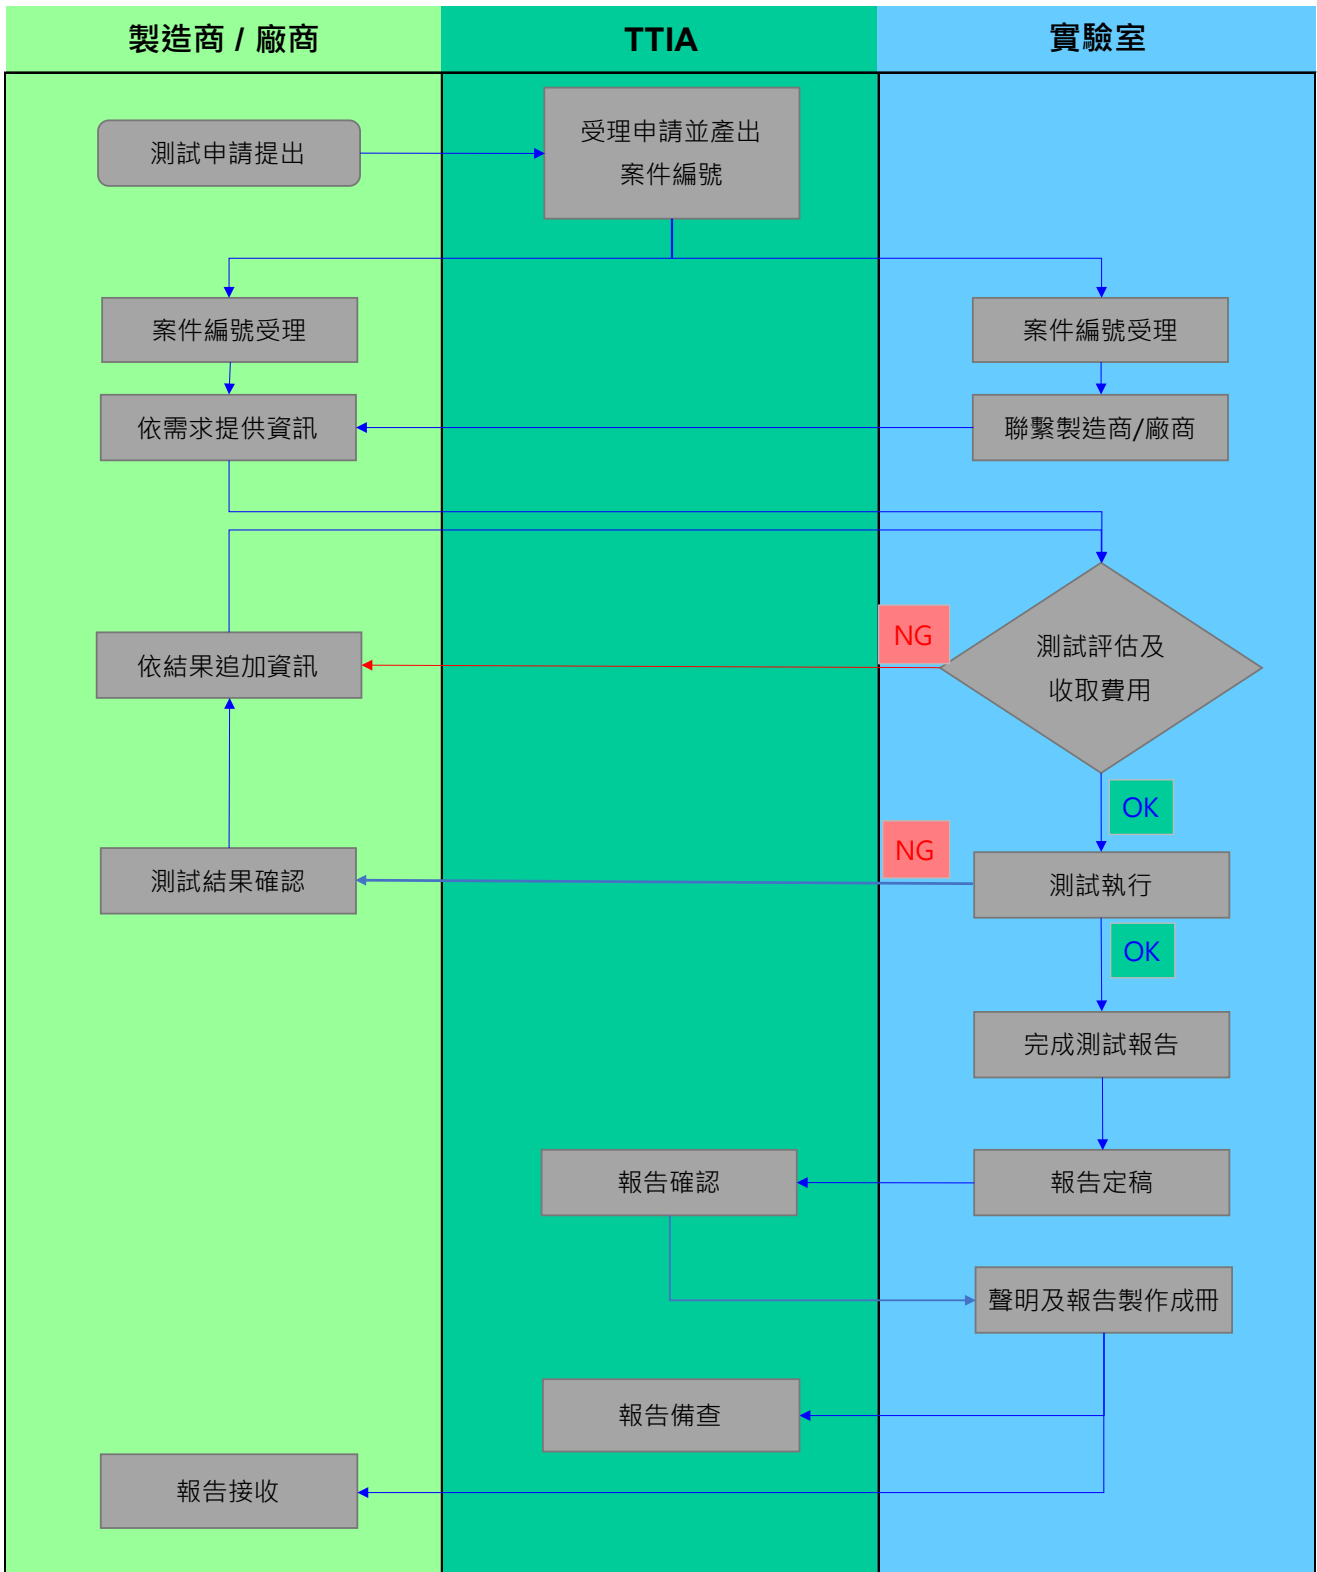 製造商 / 廠商
TTIA
實驗室
測試申請提出
受理申請並產出
案件編號
案件編號受理
案件編號受理
依需求提供資訊
聯繫製造商/廠商
NG
測試評估及
收取費用
依結果追加資訊
OK
NG
測試結果確認
測試執行
OK
完成測試報告
報告確認
報告定稿
聲明及報告製作成冊
報告備查
報告接收